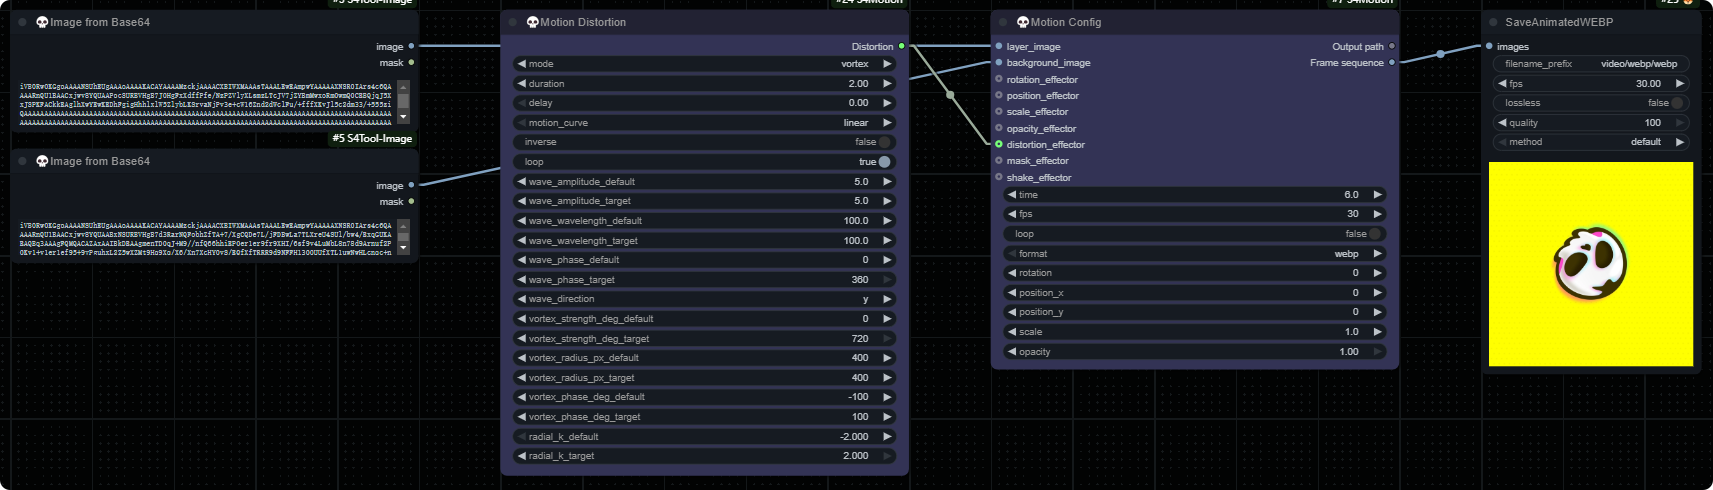 #5 S4Tool-Image
Image from Base64
image
mask
#5 S4Tool-Image
Image from Base64
image
mask
#24 S4Motion
Motion Distortion
Distortion
mode vortex
duration 2.00
delay 0.00
motion_curve linear
inverse false
loop true
wave_amplitude_default 5.0
wave_amplitude_target 5.0
wave_wavelength_default 100.0
wave_wavelength_target 100.0
wave_phase_default 0
wave_phase_target 360
wave_direction y
vortex_strength_deg_default 0
vortex_strength_deg_target 720
vortex_radius_px_default 400
vortex_radius_px_target 400
vortex_phase_deg_default -100
vortex_phase_deg_target 100
radial_k_default -2.000
radial_k_target 2.000
#7 S4Motion
Motion Config
layer_image Output path
background_image Frame sequence
rotation_effector
position_effector
scale_effector
opacity_effector
distortion_effector
mask_effector
shake_effector
time 6.0
fps 30
loop false
format webp
rotation 0
position_x 0
position_y 0
scale 1.0
opacity 1.00
SaveAnimatedWEBP
images
filename_prefix video/webp/webp
fps 30.00
lossless false
quality 100
method default